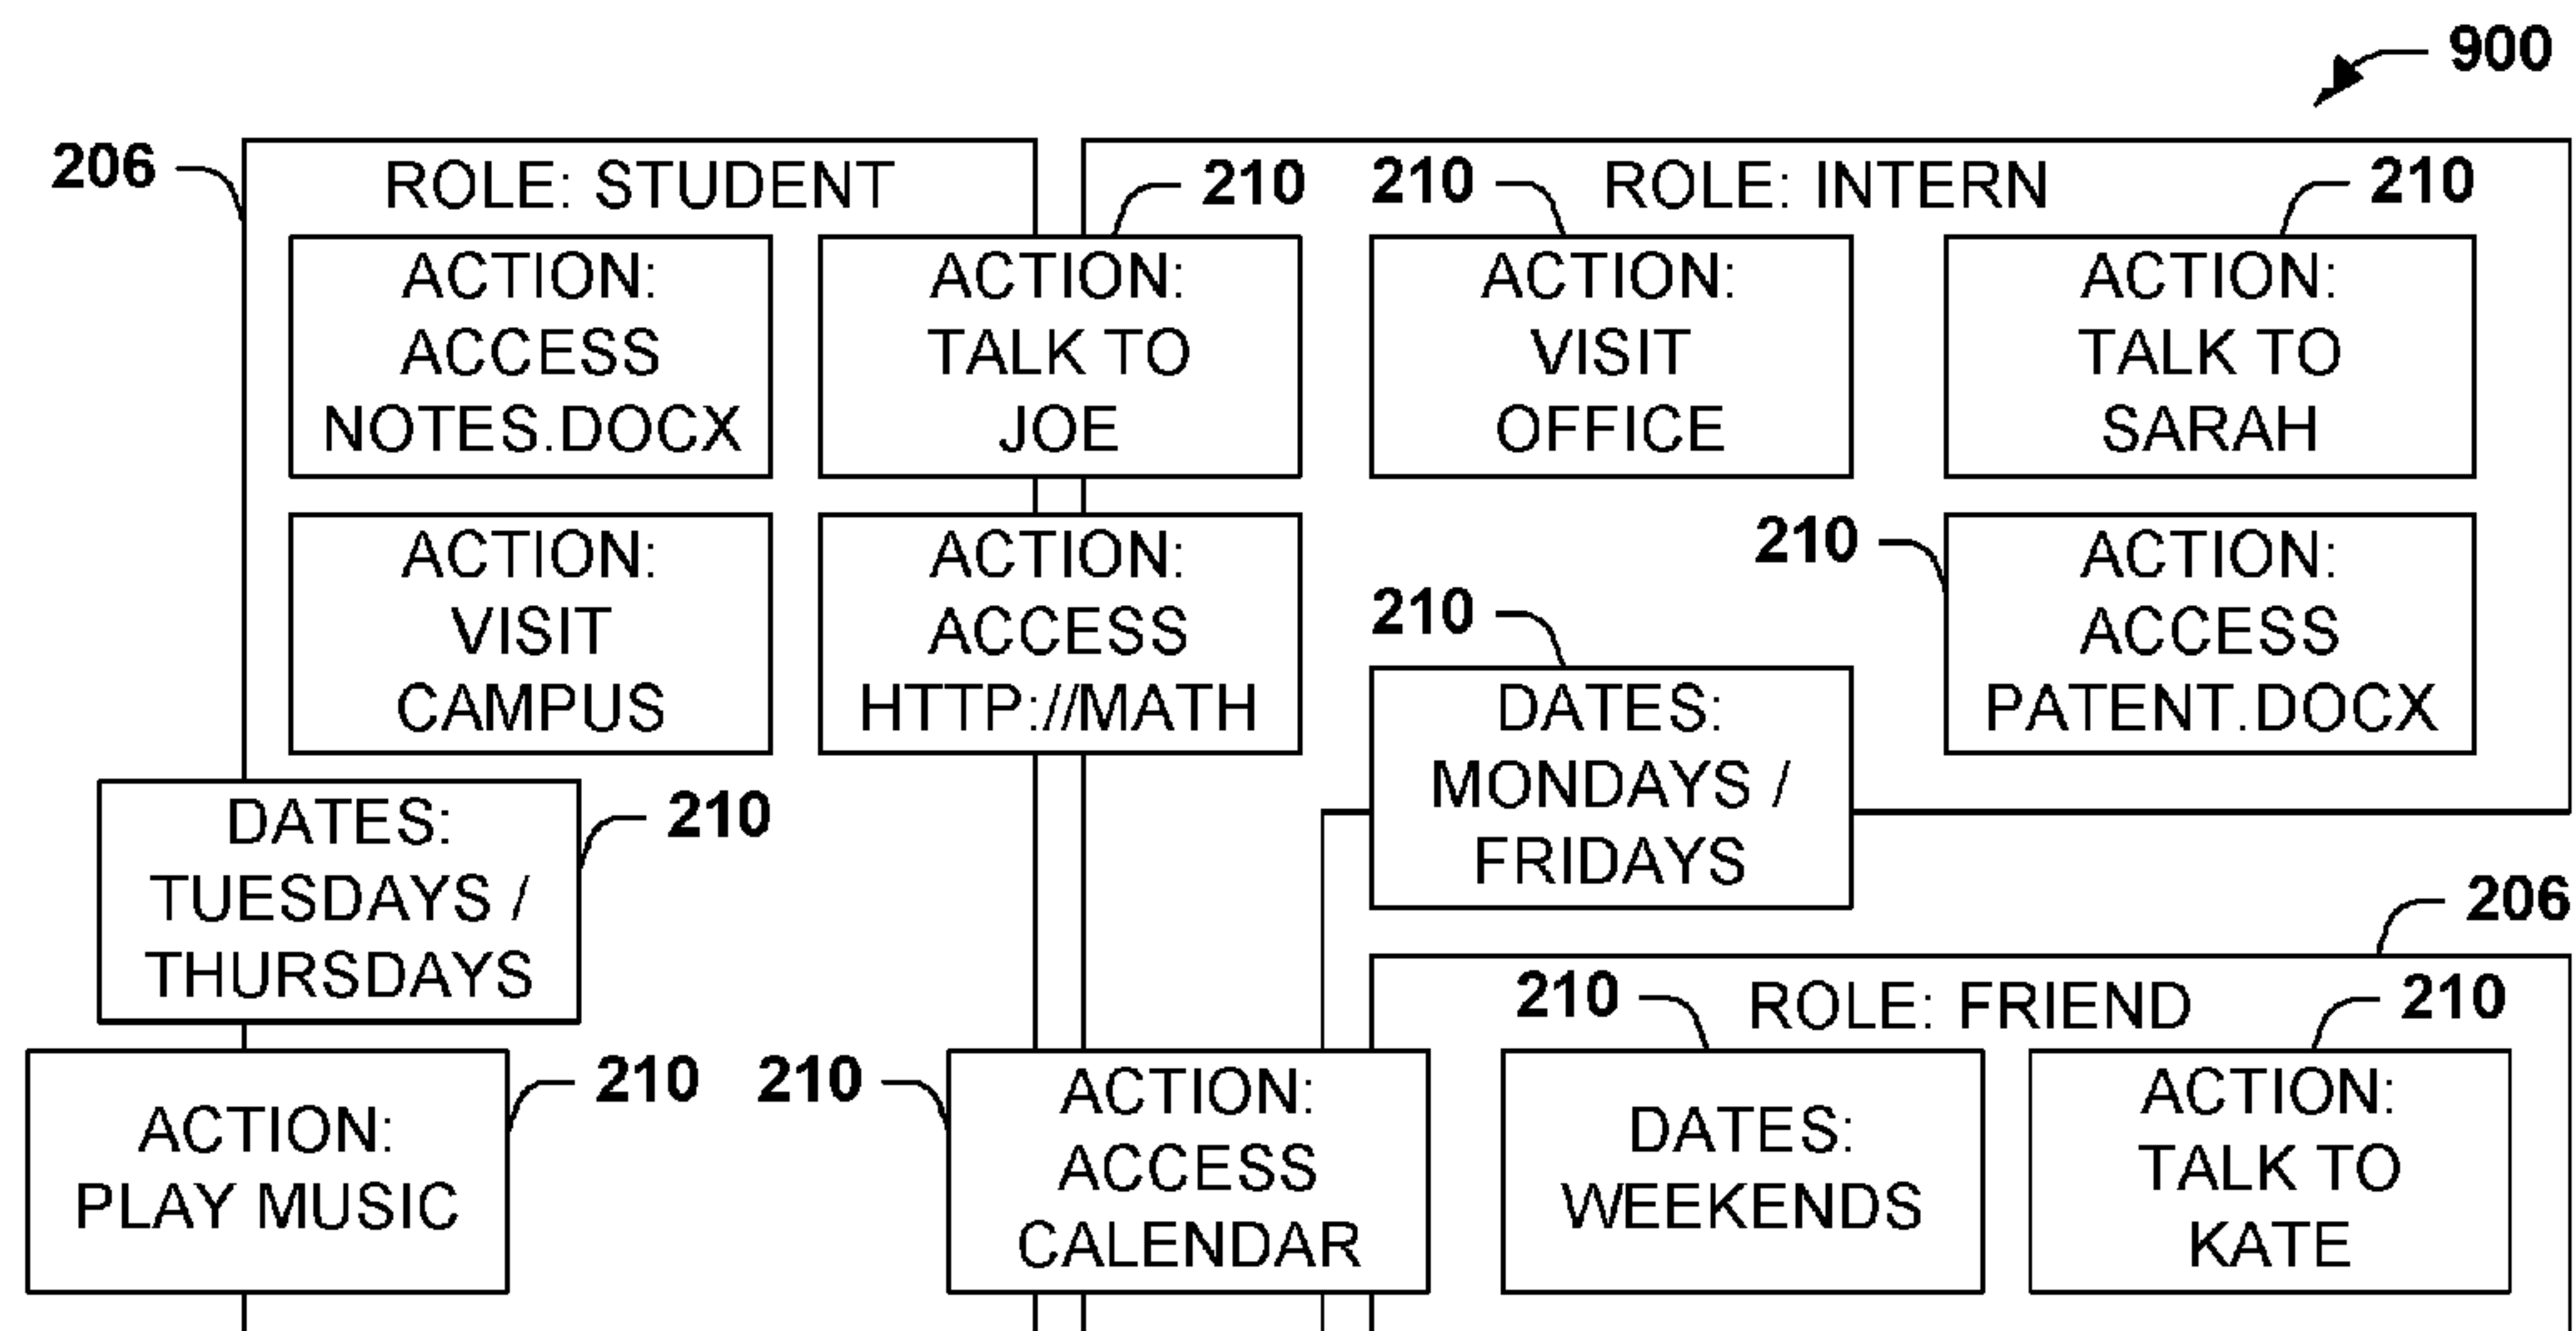 900
206
ROLE: STUDENT
210
210
ROLE: INTERN
210
ACTION:
ACCESS
NOTES.DOCX
ACTION:
TALK TO
JOE
ACTION:
VISIT
OFFICE
ACTION:
TALK TO
SARAH
ACTION:
VISIT
CAMPUS
ACTION:
ACCESS
HTTP://MATH
210
ACTION:
ACCESS
PATENT.DOCX
210
DATES:
MONDAYS /
FRIDAYS
DATES:
TUESDAYS /
THURSDAYS
210
206
210
ROLE: FRIEND
210
ACTION:
PLAY MUSIC
210
210
ACTION:
ACCESS
CALENDAR
DATES:
WEEKENDS
ACTION:
TALK TO
KATE